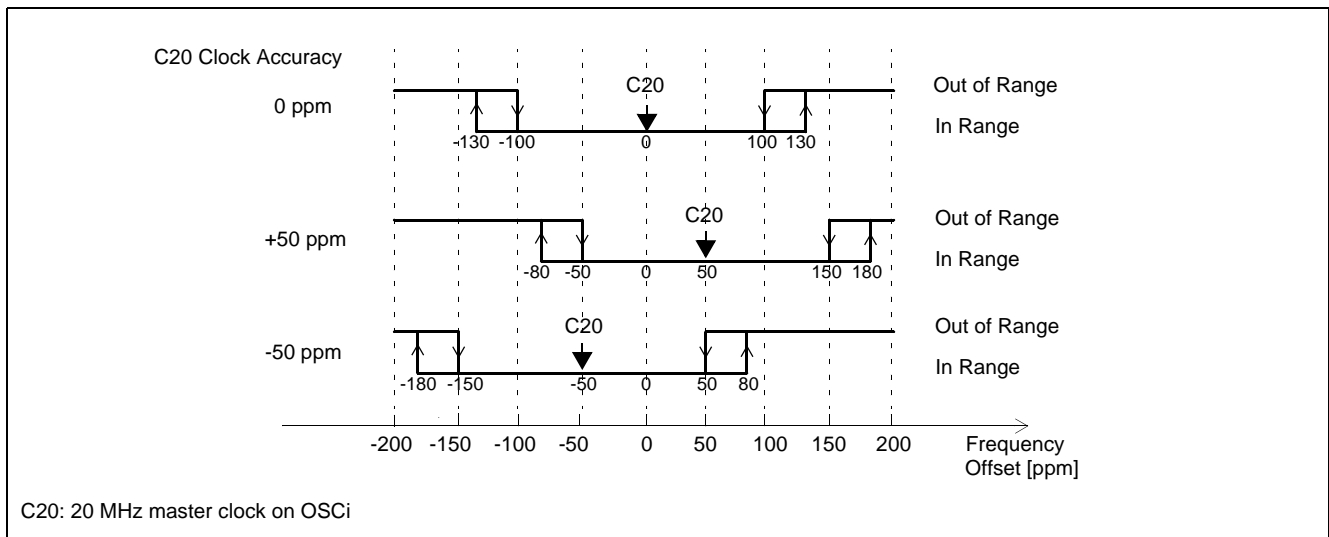 C20 Clock Accuracy
0 ppm
C20
Out of Range
In Range
-130 -100 0 100 130
+50 ppm
C20
Out of Range
In Range
-80 -50 0 50 150 180
-50 ppm
C20
Out of Range
In Range
-180 -150 -50 0 50 80
-200 -150 -100 -50 0 50 100 150 200
Frequency
Offset [ppm]
C20: 20 MHz master clock on OSCi